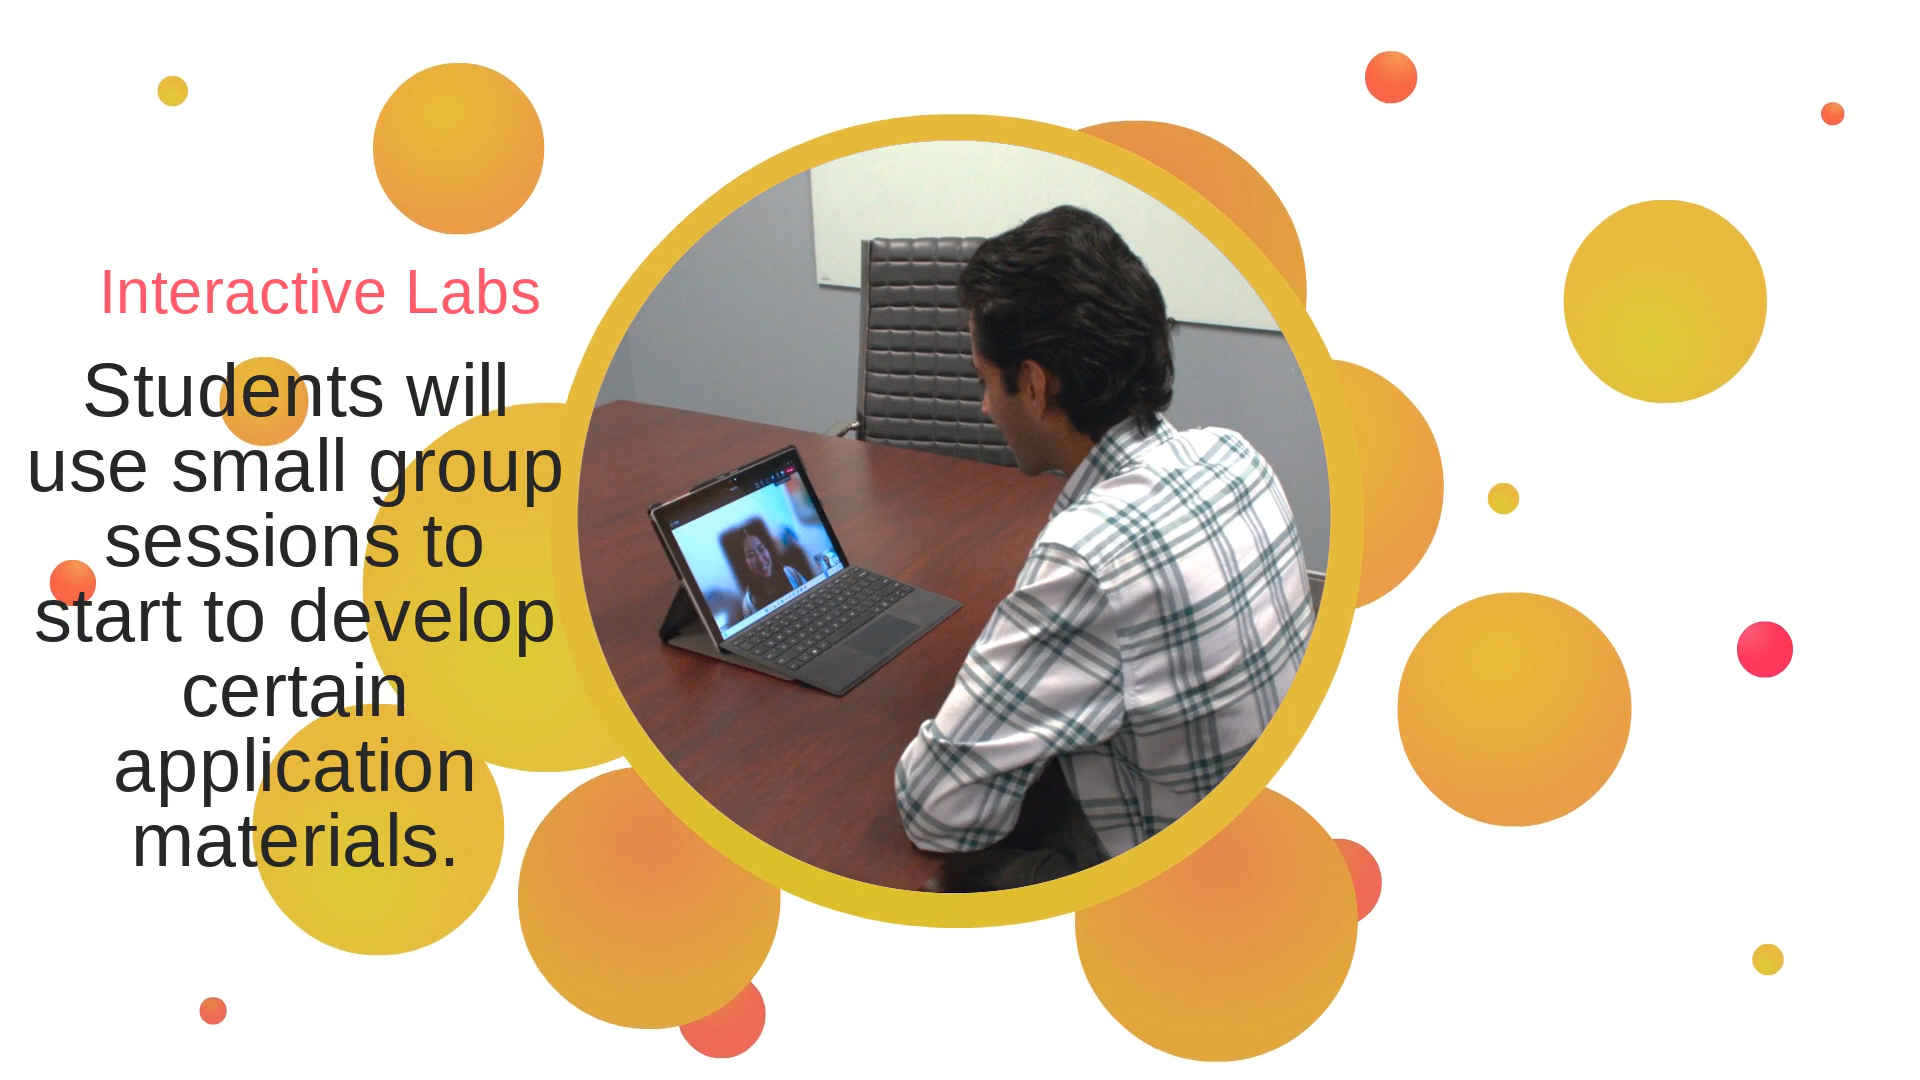 Interactive Labs
Students will
use small group
sessions to
start to develop
certain
application
materials.